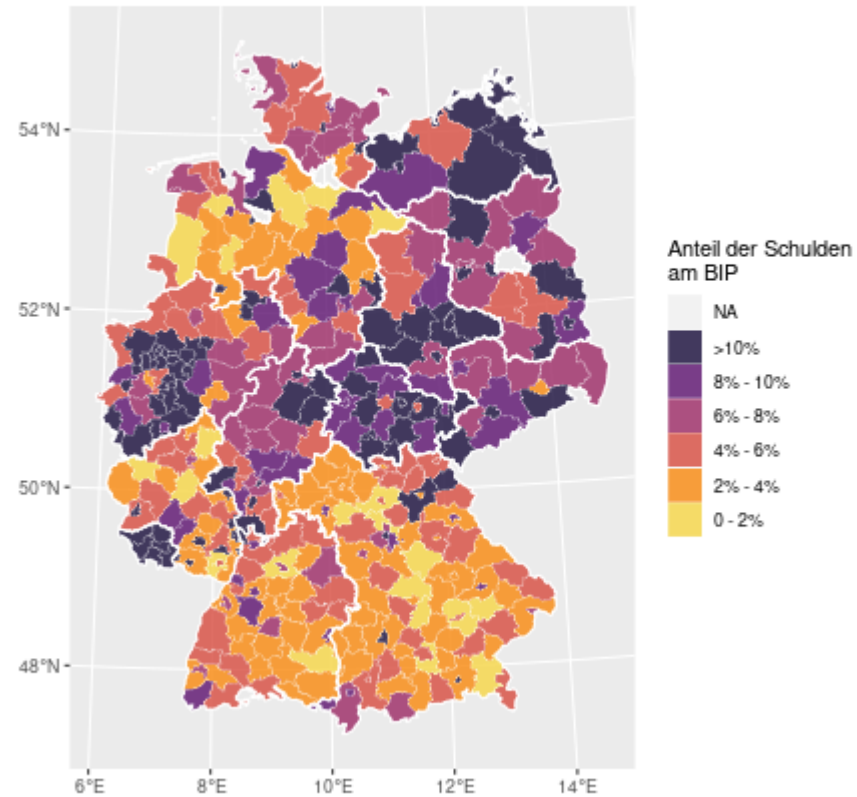 54°N
52°N
50°N
48°N
6°E 8°E 10°E 12°E 14°E
Anteil der Schulden
am BIP
NA
>10%
8% - 10%
6% - 8%
4% - 6%
2% - 4%
0 - 2%